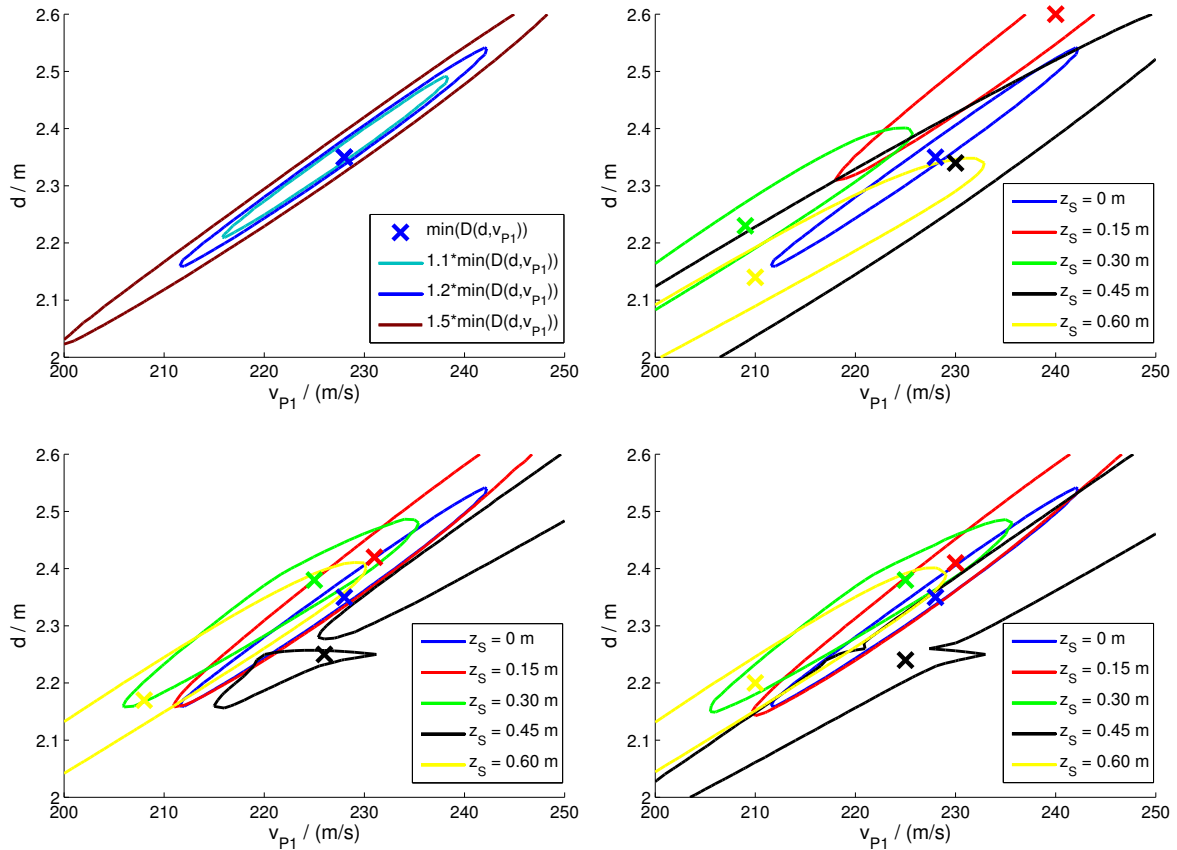 2.6
2.5
2.4
2.3
2.2
2.1
2
d / m
200
210
220
230
240
250
v_P1 / (m/s)
min(D(d,v_P1))
1.1*min(D(d,v_P1))
1.2*min(D(d,v_P1))
1.5*min(D(d,v_P1))
2.6
2.5
2.4
2.3
2.2
2.1
2
d / m
200
210
220
230
240
250
v_P1 / (m/s)
z_S = 0 m
z_S = 0.15 m
z_S = 0.30 m
z_S = 0.45 m
z_S = 0.60 m
2.6
2.5
2.4
2.3
2.2
2.1
2
d / m
200
210
220
230
240
250
v_P1 / (m/s)
z_S = 0 m
z_S = 0.15 m
z_S = 0.30 m
z_S = 0.45 m
z_S = 0.60 m
2.6
2.5
2.4
2.3
2.2
2.1
2
d / m
200
210
220
230
240
250
v_P1 / (m/s)
z_S = 0 m
z_S = 0.15 m
z_S = 0.30 m
z_S = 0.45 m
z_S = 0.60 m